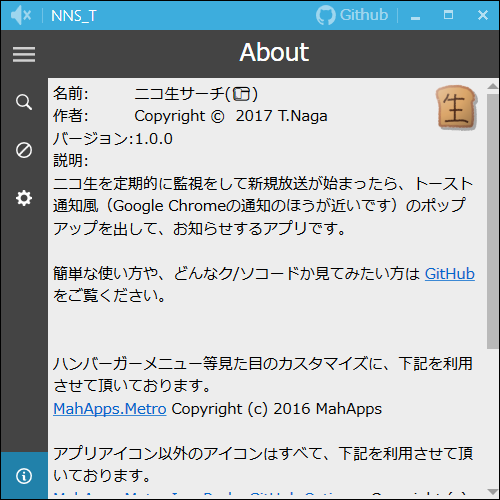 NNS_T
Github
About
名前: ニコ生サーチ( )
生
作者: Copyright © 2017 T.Naga
バージョン:1.0.0
説明:
ニコ生を定期的に監視をして新規放送が始まったら、トースト
通知風（Google Chromeの通知のほうが近いです）のポップ
アップを出して、お知らせするアプリです。
簡単な使い方や、どんなク/ソコードか見てみたい方は GitHub
をご覧ください。
ハンバーガーメニュー等見た目のカスタマイズに、下記を利用
させて頂いております。
MahApps.Metro Copyright (c) 2016 MahApps
アプリアイコン以外のアイコンはすべて、下記を利用させて頂
いております。